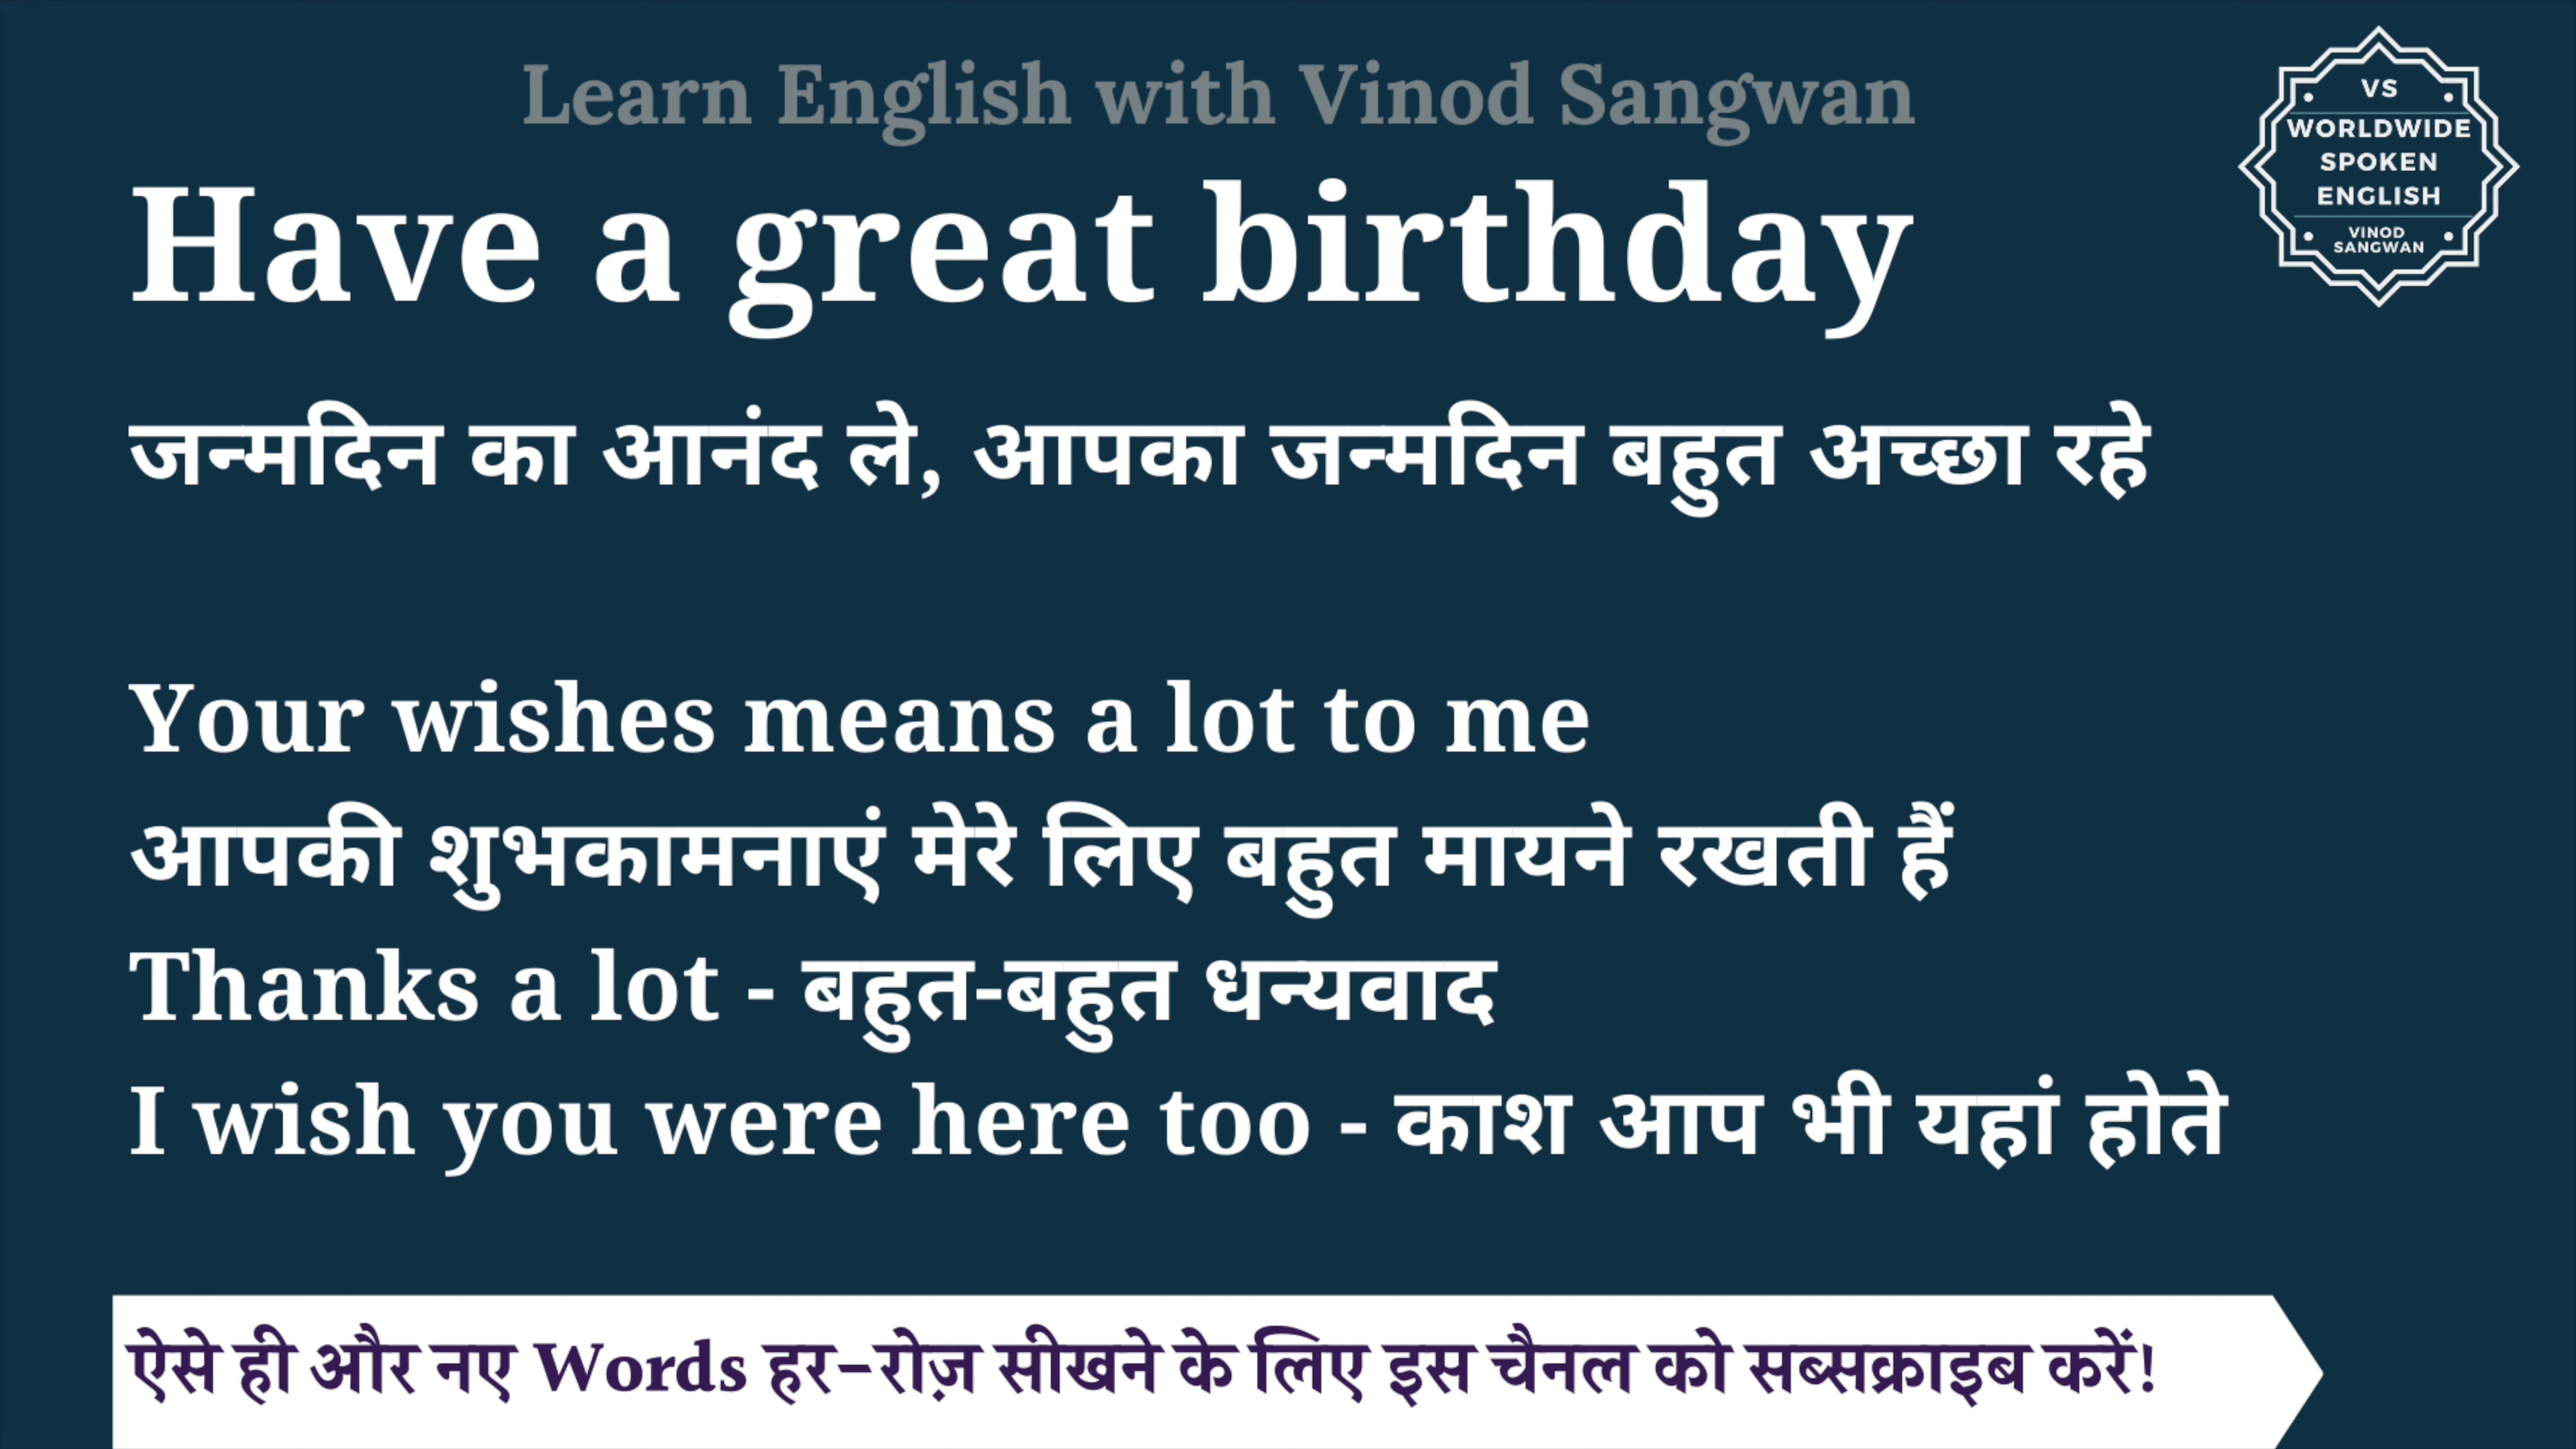 Learn English with Vinod Sangwan
VS
WORLDWIDE
SPOKEN
ENGLISH
VINOD
SANGWAN
Have a great birthday
जन्मदिन का आनंद ले, आपका जन्मदिन बहुत अच्छा रहे
Your wishes means a lot to me
आपकी शुभकामनाएं मेरे लिए बहुत मायने रखती हैं
Thanks a lot - बहुत-बहुत धन्यवाद
I wish you were here too - काश आप भी यहां होते
ऐसे ही और नए Words हर–रोज़ सीखने के लिए इस चैनल को सब्सक्राइब करें!